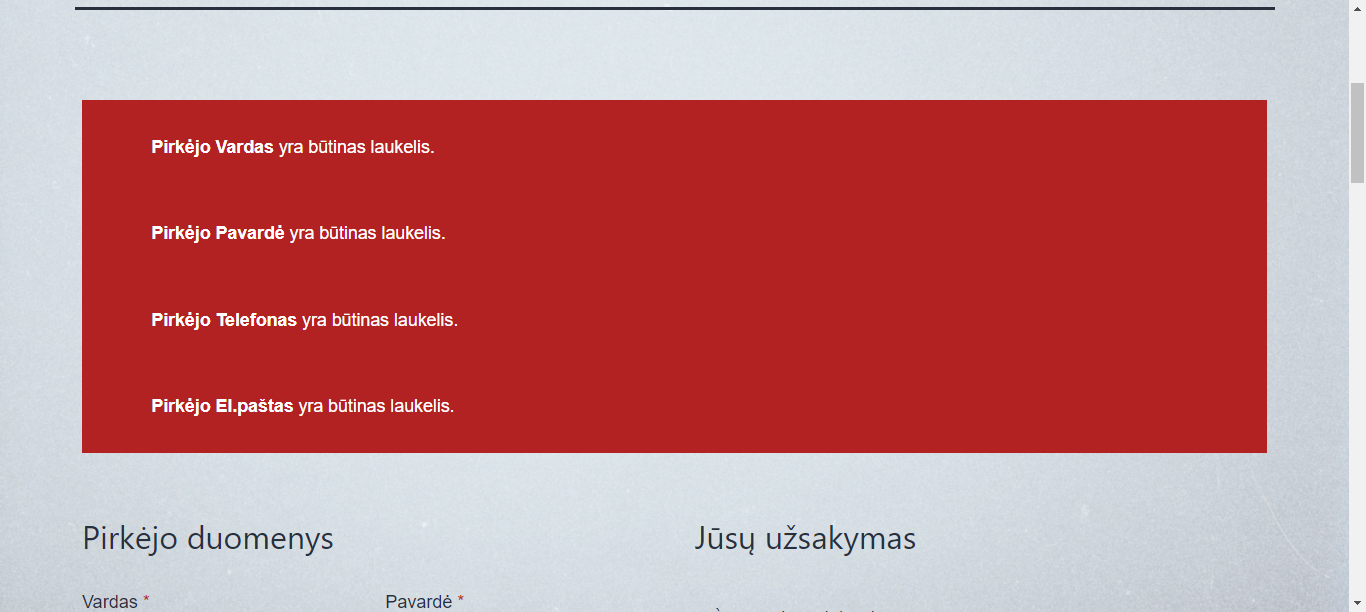 Pirkėjo Vardas yra būtinas laukelis.
Pirkėjo Pavardė yra būtinas laukelis.
Pirkėjo Telefonas yra būtinas laukelis.
Pirkėjo El.paštas yra būtinas laukelis.
Pirkėjo duomenys
Jūsų užsakymas
Vardas *
Pavardė *